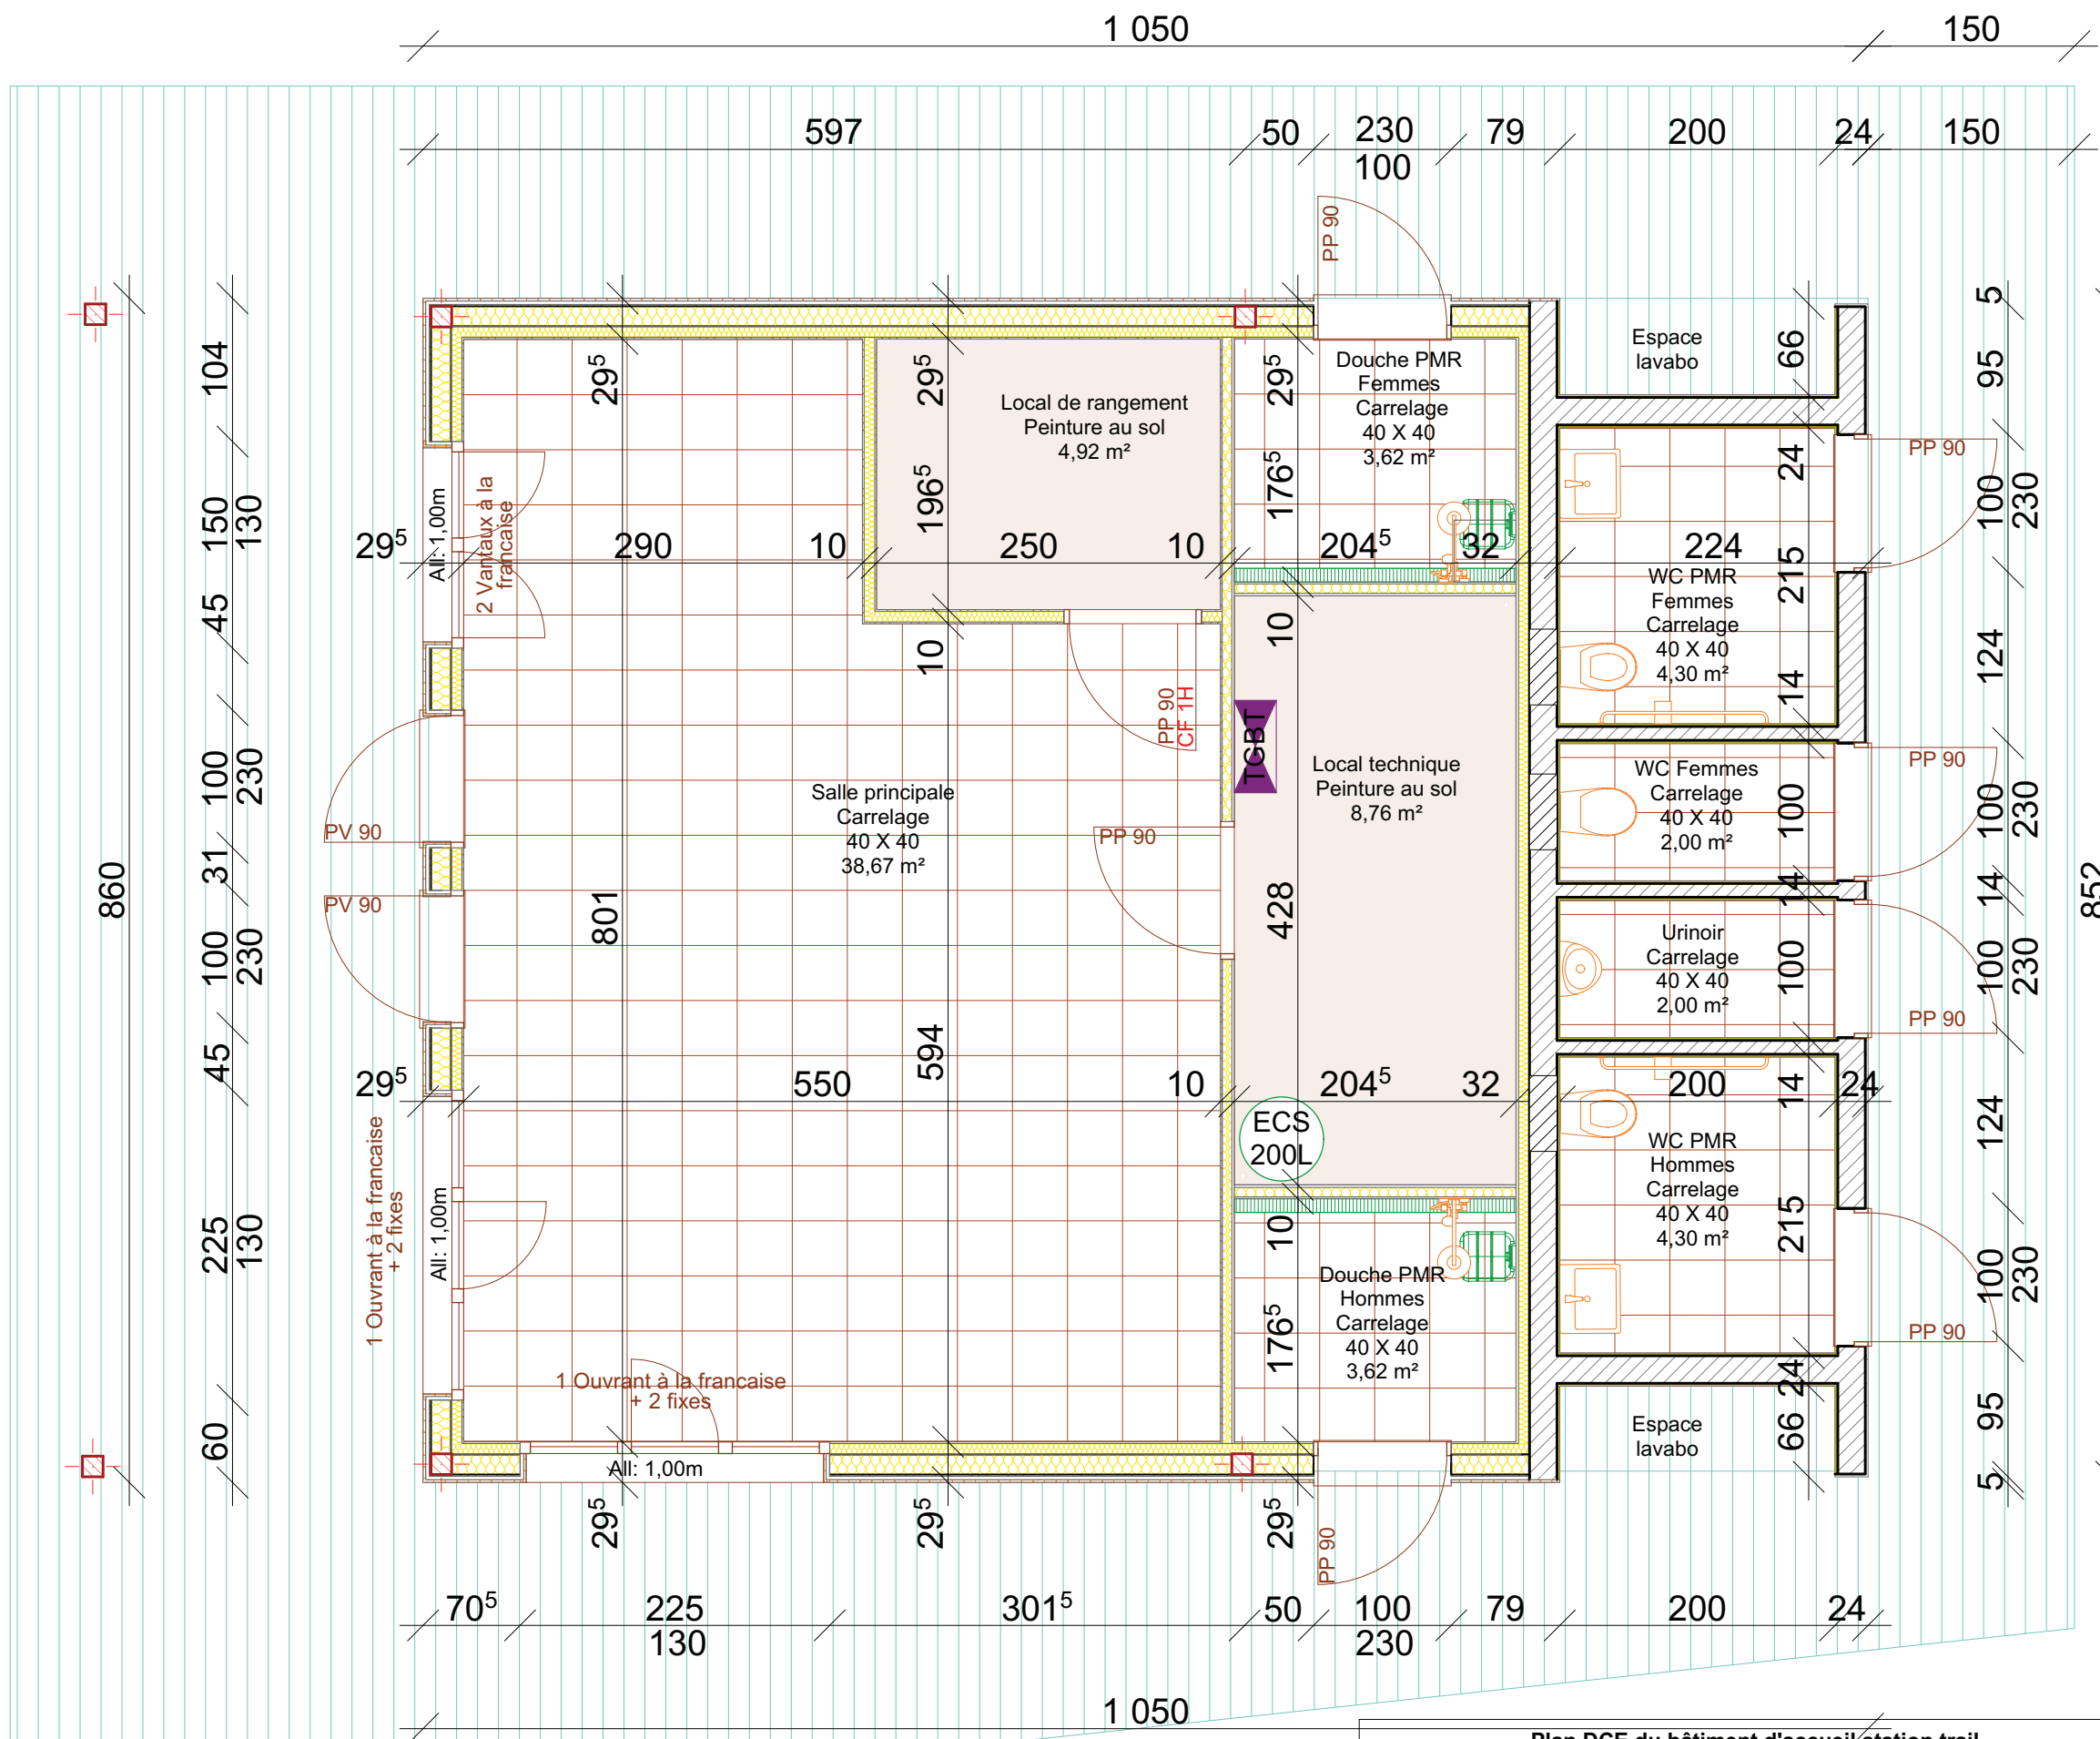 1 050
150
597
50
230
100
79
200
24
150
PP 90
5
Espace
lavabo
66
95
104
29⁵
29⁵
29⁵
Local de rangement
Peinture au sol
4,92 m²
Douche PMR
Femmes
Carrelage
40 X 40
3,62 m²
24
PP 90
100
230
150
130
All: 1,00m
2 Vantaux à la
francaise
196⁵
176⁵
29⁵
290
10
250
10
204⁵
32
224
WC PMR
Femmes
Carrelage
40 X 40
4,30 m²
215
45
10
10
124
14
PP 90
CF 1H
TGBT
Local technique
Peinture au sol
8,76 m²
WC Femmes
Carrelage
40 X 40
2,00 m²
100
PP 90
100
230
100
230
Salle principale
Carrelage
40 X 40
38,67 m²
PV 90
PP 90
31
860
801
428
14
14
852
PV 90
Urinoir
Carrelage
40 X 40
2,00 m²
100
100
230
PP 90
100
230
45
594
29⁵
550
10
204⁵
32
200
14
24
ECS
200L
124
WC PMR
Hommes
Carrelage
40 X 40
4,30 m²
215
1 Ouvrant à la francaise
+ 2 fixes
All: 1,00m
225
130
10
Douche PMR
Hommes
Carrelage
40 X 40
3,62 m²
176⁵
100
230
PP 90
1 Ouvrant à la francaise
+ 2 fixes
24
60
All: 1,00m
Espace
lavabo
66
95
5
29⁵
29⁵
29⁵
PP 90
70⁵
225
130
301⁵
50
100
230
79
200
24
1 050
Plan DCE du bâtiment d'accueil station trail